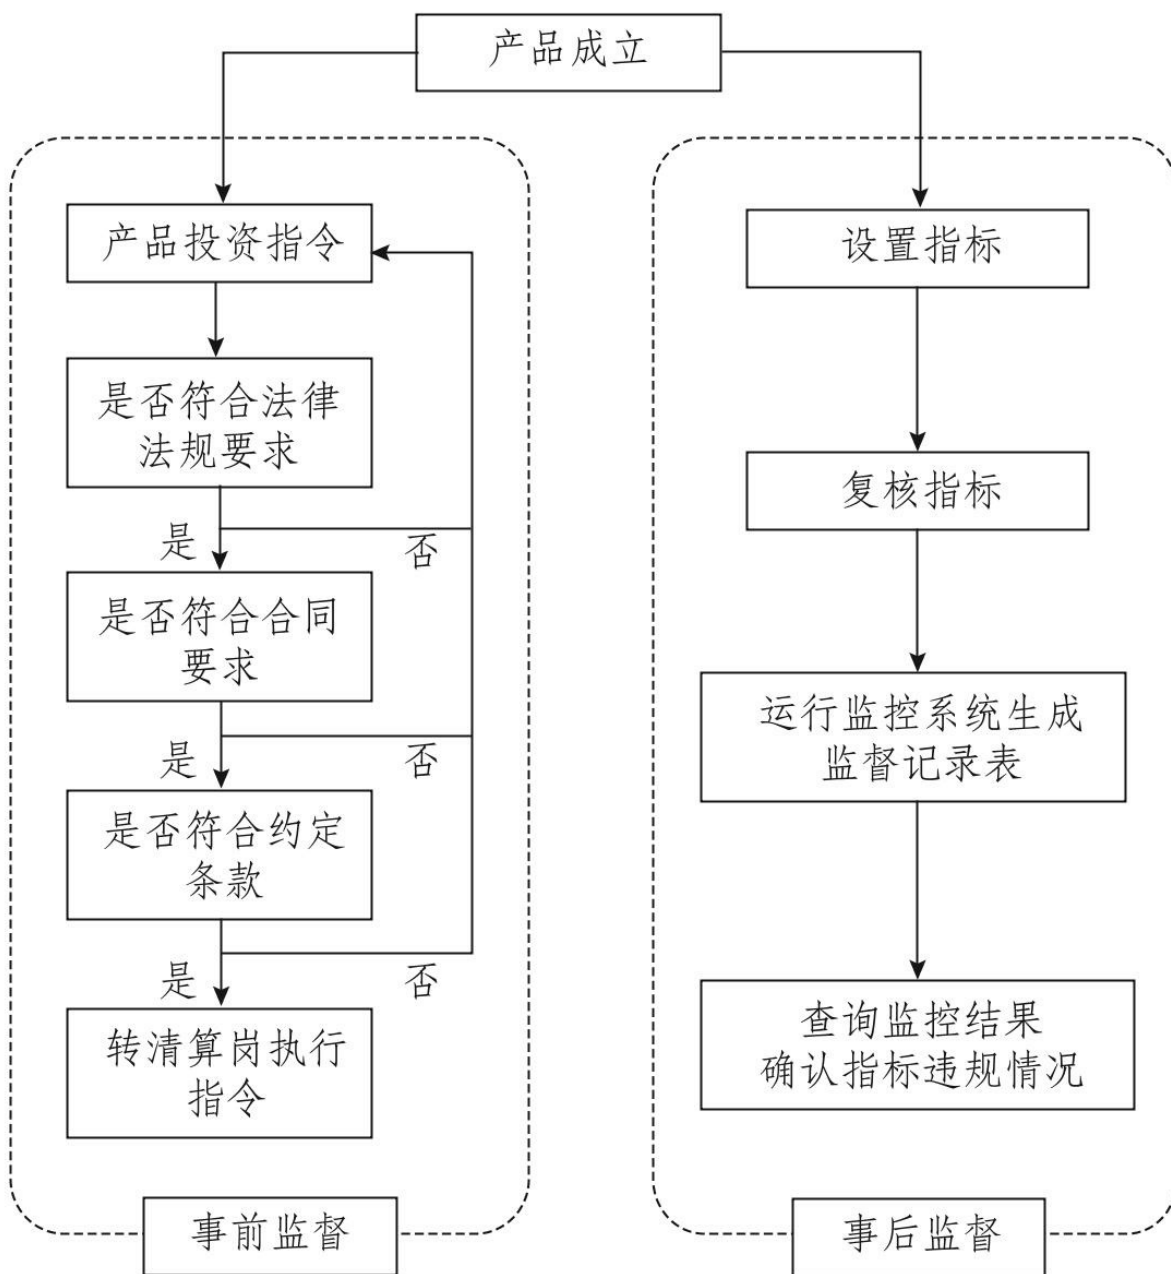 产品成立
产品投资指令
是否符合法律
法规要求
是
否
是否符合合同
要求
是
否
是否符合约定
条款
是
否
转清算岗执行
指令
事前监督
设置指标
复核指标
运行监控系统生成
监督记录表
查询监控结果
确认指标违规情况
事后监督